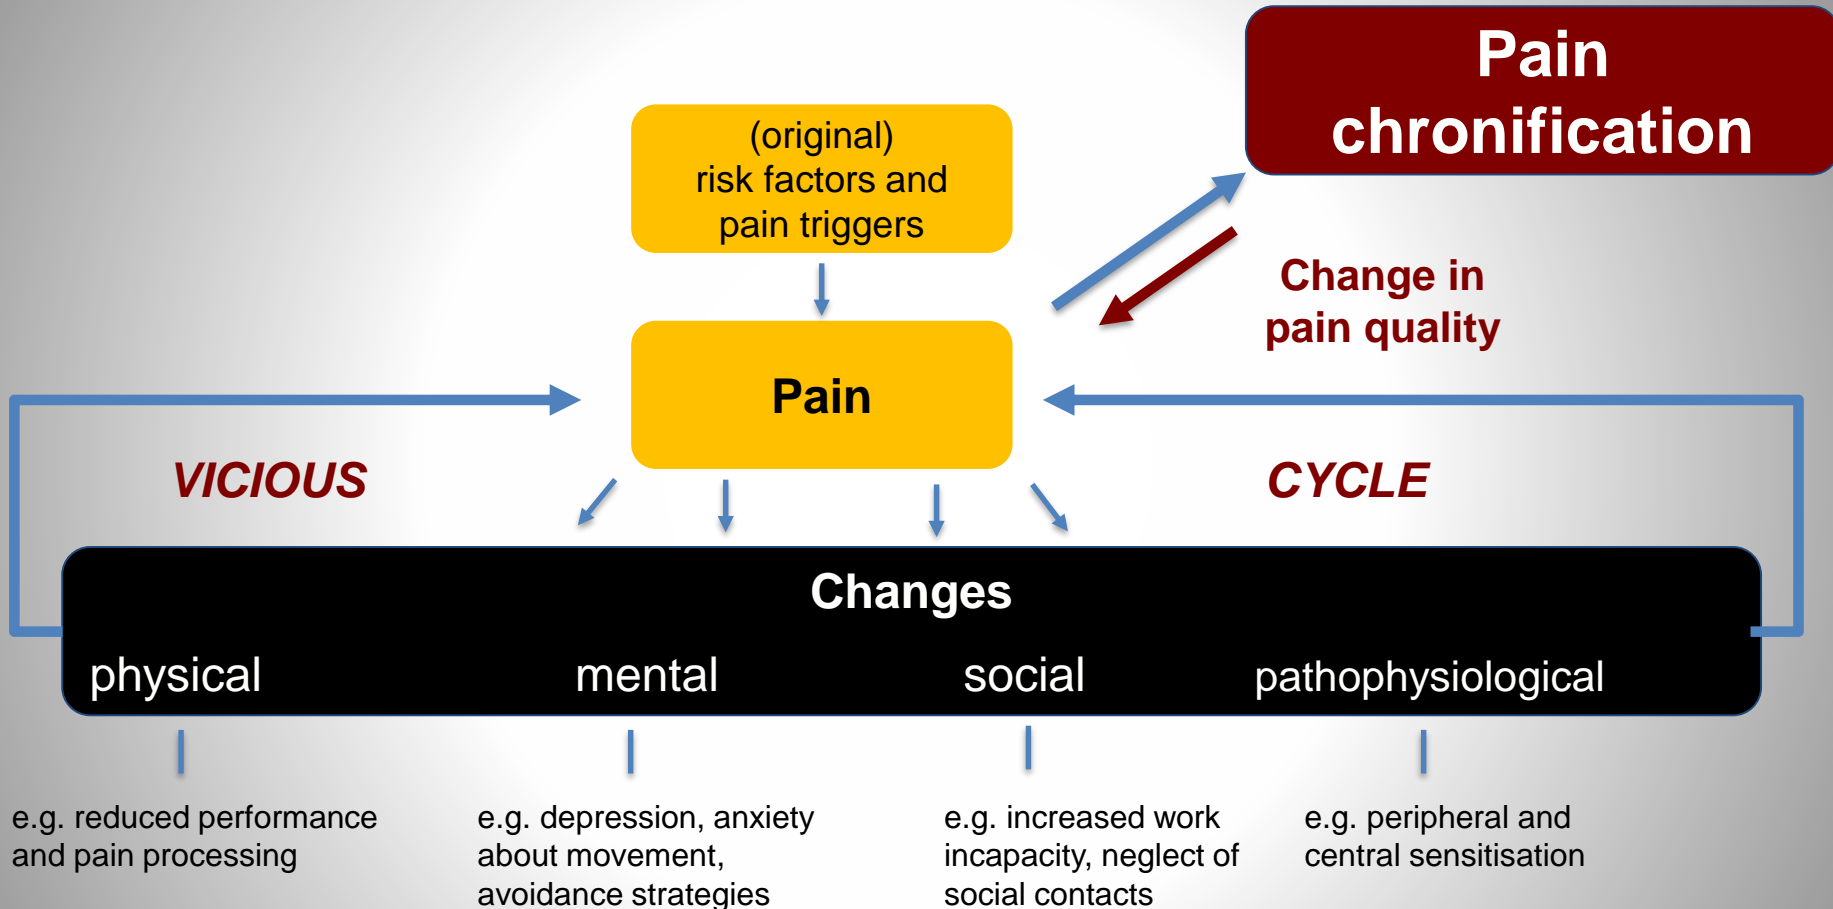 Pain
chronification
(original)
risk factors and
pain triggers
Change in
pain quality
Pain
VICIOUS
CYCLE
Changes
physical
mental
social
pathophysiological
e.g. reduced performance
and pain processing
e.g. depression, anxiety
about movement,
avoidance strategies
e.g. increased work
incapacity, neglect of
social contacts
e.g. peripheral and
central sensitisation